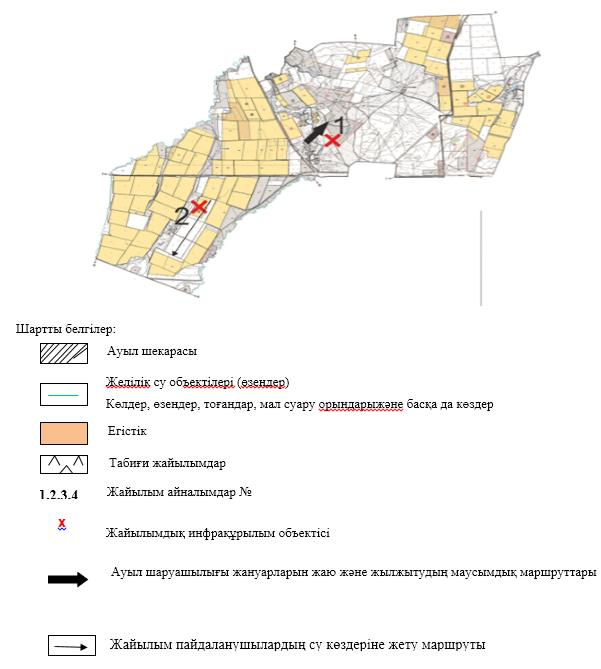 1
2
Шартты белгілер:
Ауыл шекарасы
Желілік су объектілері (өзендер)
Көлдер, өзендер, тоғандар, мал суару орындарыжәне басқа да көздер
Егістік
Табиғи жайылымдар
1.2.3.4 Жайылым айналымдар №
х Жайылымдық инфрақұрылым объектісі
Ауыл шаруашылығы жануарларын жаю және жылжытудың маусымдық маршруттары
Жайылым пайдаланушылардың су көздеріне жету маршруты